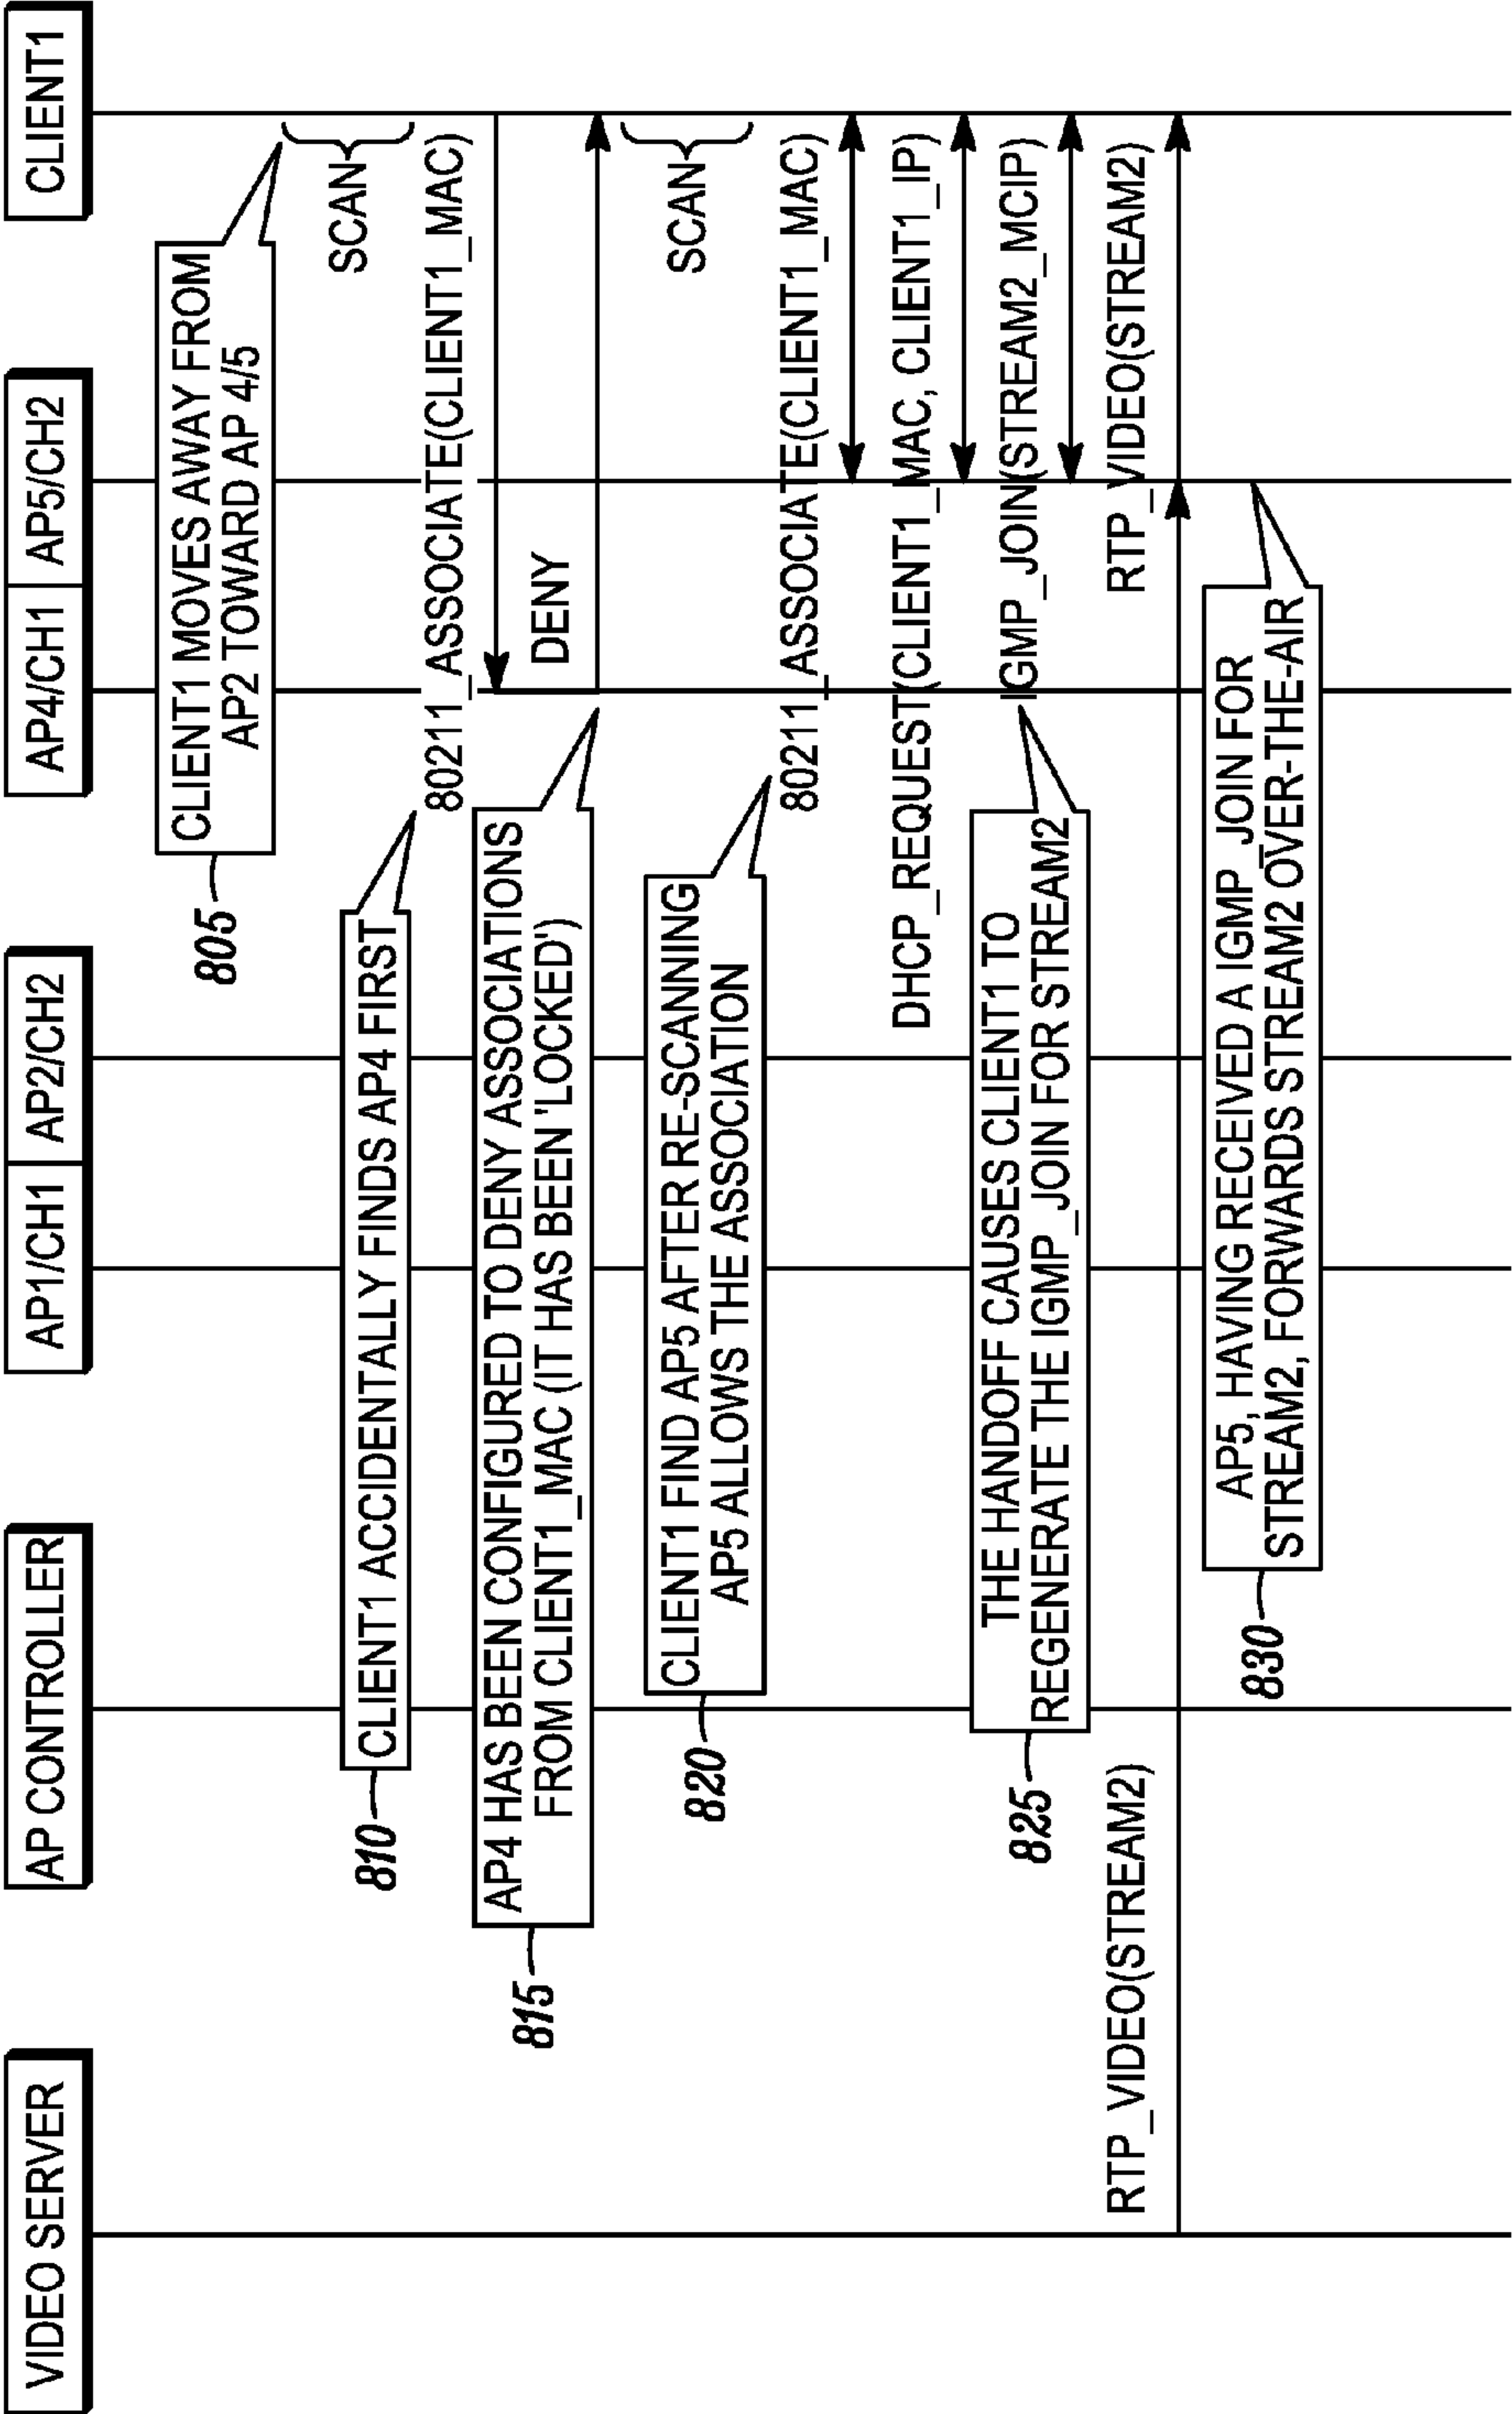 VIDEO SERVER
AP CONTROLLER
AP1/CH1
AP2/CH2
AP4/CH1
AP5/CH2
CLIENT1
805
CLIENT1 MOVES AWAY FROM
AP2 TOWARD AP 4/5
SCAN
810
CLIENT1 ACCIDENTALLY FINDS AP4 FIRST
80211_ASSOCIATE(CLIENT1_MAC)
815
AP4 HAS BEEN CONFIGURED TO DENY ASSOCIATIONS
FROM CLIENT1_MAC (IT HAS BEEN 'LOCKED')
DENY
SCAN
820
CLIENT1 FIND AP5 AFTER RE-SCANNING
AP5 ALLOWS THE ASSOCIATION
80211_ASSOCIATE(CLIENT1_MAC)
DHCP_REQUEST(CLIENT1_MAC, CLIENT1_IP)
825
THE HANDOFF CAUSES CLIENT1 TO
REGENERATE THE IGMP_JOIN FOR STREAM2
IGMP_JOIN(STREAM2_MCIP)
RTP_VIDEO(STREAM2)
RTP_VIDEO(STREAM2)
830
AP5, HAVING RECEIVED A IGMP_JOIN FOR
STREAM2, FORWARDS STREAM2 OVER-THE-AIR